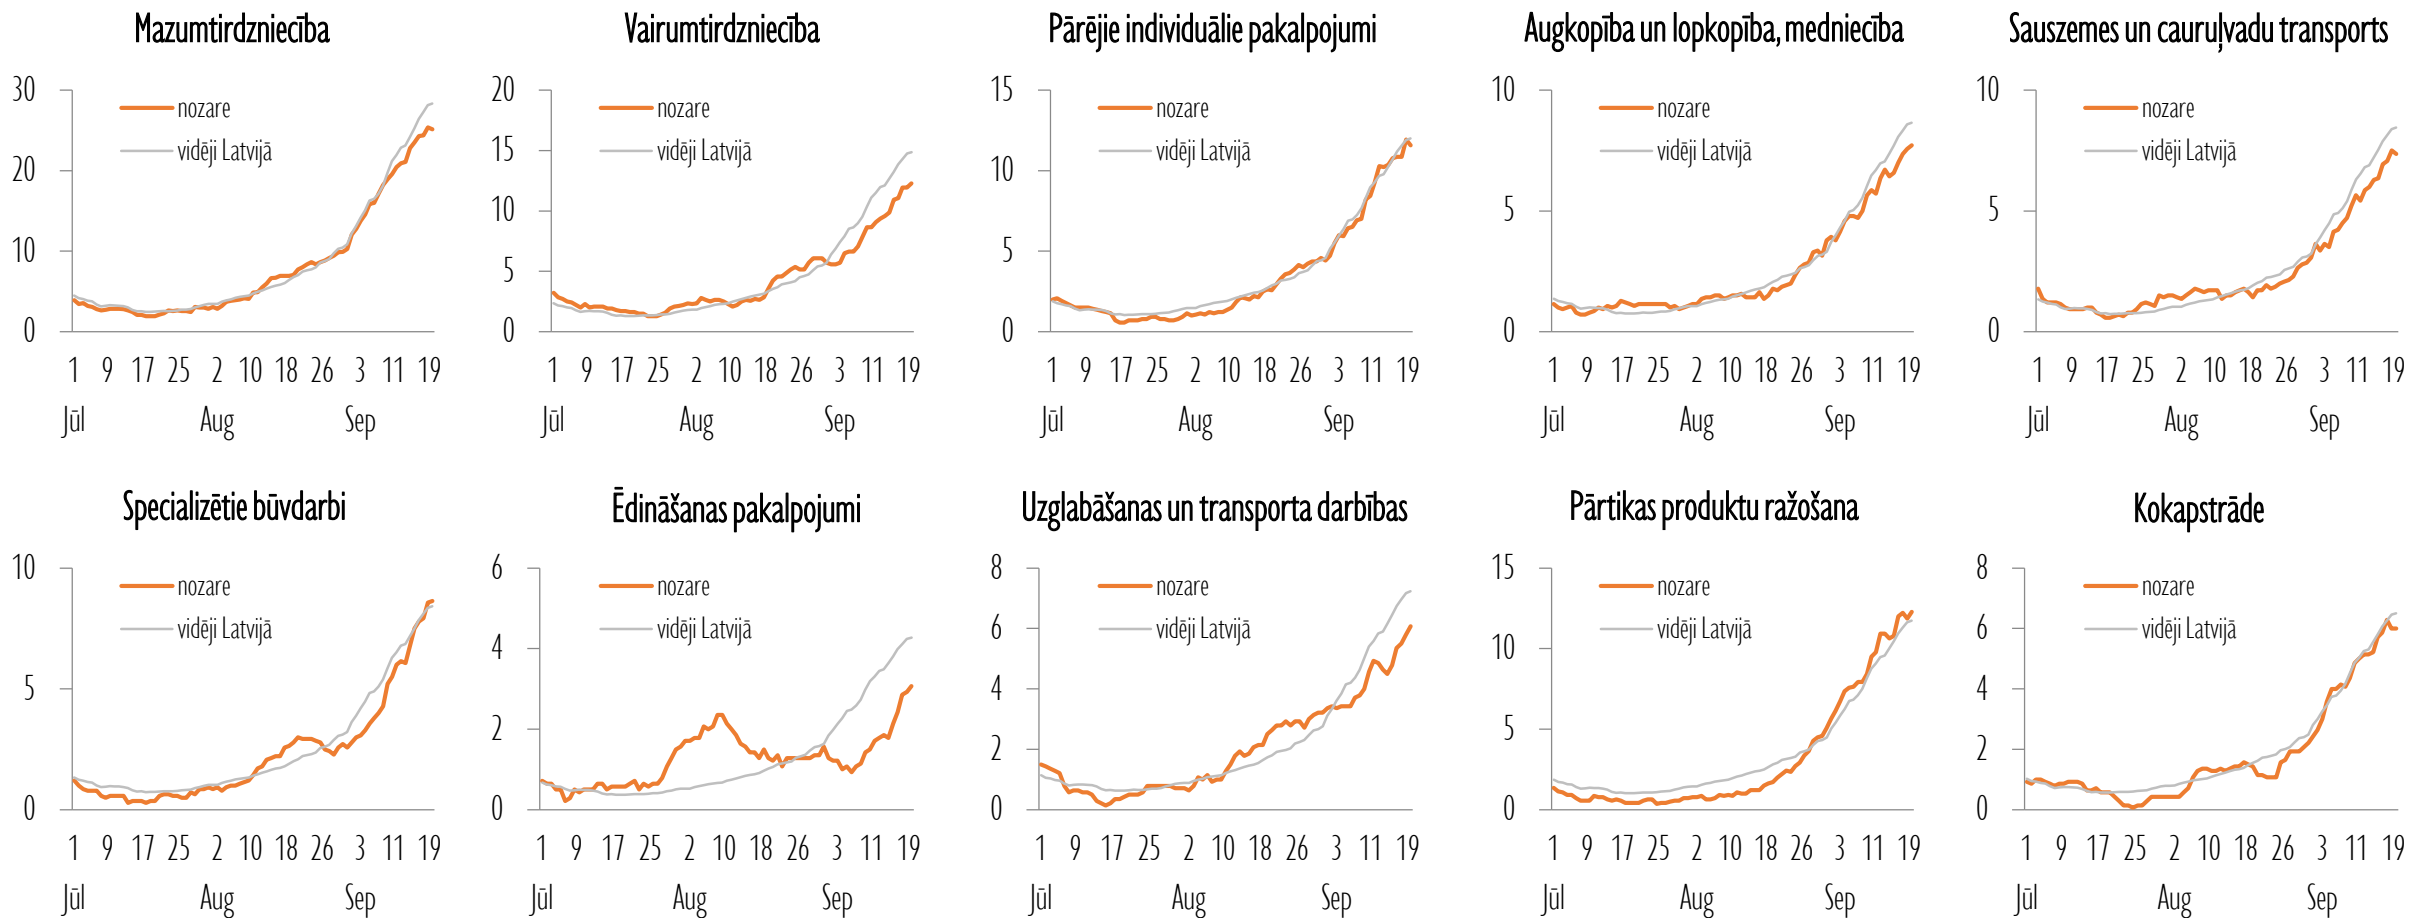 Mazumtirdzniecība
30
20
10
0
nozare
vidēji Latvijā
1 9 17 25 2 10 18 26 3 11 19
Jūl Aug Sep
Vairumtirdzniecība
20
15
10
5
0
nozare
vidēji Latvijā
1 9 17 25 2 10 18 26 3 11 19
Jūl Aug Sep
Pārējie individuālie pakalpojumi
15
10
5
0
nozare
vidēji Latvijā
1 9 17 25 2 10 18 26 3 11 19
Jūl Aug Sep
Augkopība un lopkopība, medniecība
10
5
0
nozare
vidēji Latvijā
1 9 17 25 2 10 18 26 3 11 19
Jūl Aug Sep
Sauszemes un cauruļvadu transports
10
5
0
nozare
vidēji Latvijā
1 9 17 25 2 10 18 26 3 11 19
Jūl Aug Sep
Specializētie būvdarbi
10
5
0
nozare
vidēji Latvijā
1 9 17 25 2 10 18 26 3 11 19
Jūl Aug Sep
Ēdināšanas pakalpojumi
6
4
2
0
nozare
vidēji Latvijā
1 9 17 25 2 10 18 26 3 11 19
Jūl Aug Sep
Uzglabāšanas un transporta darbības
8
6
4
2
0
nozare
vidēji Latvijā
1 9 17 25 2 10 18 26 3 11 19
Jūl Aug Sep
Pārtikas produktu ražošana
15
10
5
0
nozare
vidēji Latvijā
1 9 17 25 2 10 18 26 3 11 19
Jūl Aug Sep
Kokapstrāde
8
6
4
2
0
nozare
vidēji Latvijā
1 9 17 25 2 10 18 26 3 11 19
Jūl Aug Sep